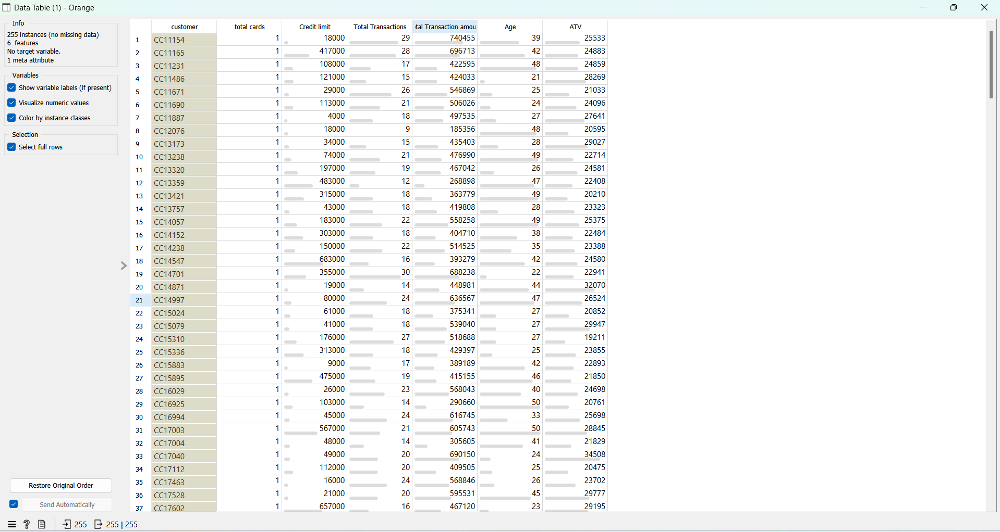 Data Table (1) - Orange
Info
255 instances (no missing data)
6 features
No target variable.
1 meta attribute
Variables
Show variable labels (if present)
Visualize numeric values
Color by instance classes
Selection
Select full rows
customer total cards Credit limit Total Transactions tal Transaction amou Age ATV
1 CC11154 1 18000 29 740455 39 25533
2 CC11165 1 417000 28 696713 42 24883
3 CC11231 1 108000 17 422595 48 24859
4 CC11486 1 121000 15 424033 21 28269
5 CC11671 1 29000 26 546869 25 21033
6 CC11690 1 113000 21 506026 24 24096
7 CC11887 1 4000 18 497535 27 27641
8 CC12076 1 18000 9 185356 48 20595
9 CC13173 1 34000 15 435403 28 29027
10 CC13238 1 74000 21 476990 49 22714
11 CC13320 1 197000 19 467042 26 24581
12 CC13359 1 483000 12 268898 47 22408
13 CC13421 1 315000 18 363779 49 20210
14 CC13757 1 43000 18 419808 28 23323
15 CC14057 1 183000 22 558258 49 25375
16 CC14152 1 303000 18 404710 38 22484
17 CC14238 1 150000 22 514525 35 23388
18 CC14547 1 683000 16 393279 42 24580
19 CC14701 1 355000 30 688238 22 22941
20 CC14871 1 19000 14 448981 44 32070
21 CC14997 1 80000 24 636567 47 26524
22 CC15024 1 61000 18 375341 27 20852
23 CC15079 1 41000 18 539040 27 29947
24 CC15310 1 176000 27 518688 27 19211
25 CC15336 1 313000 18 429397 25 23855
26 CC15883 1 9000 17 389189 42 22893
27 CC15895 1 475000 19 415155 46 21850
28 CC16029 1 26000 23 568043 40 24698
29 CC16925 1 103000 14 290660 50 20761
30 CC16994 1 45000 24 616745 33 25698
31 CC17003 1 567000 21 605743 50 28845
32 CC17004 1 48000 14 305605 41 21829
33 CC17040 1 49000 20 690150 24 34508
34 CC17112 1 112000 20 409505 25 20475
35 CC17463 1 16000 24 568846 26 23702
36 CC17528 1 21000 20 595531 45 29777
37 CC17602 1 657000 16 467120 23 29195
Restore Original Order
Send Automatically
255 255 | 255